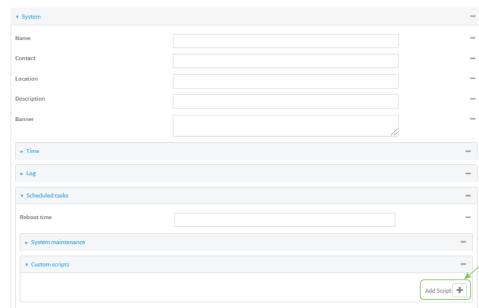 System
Name
Contact
Location
Description
Banner
Time
Log
Scheduled tasks
Reboot time
System maintenance
Custom scripts
Add Script